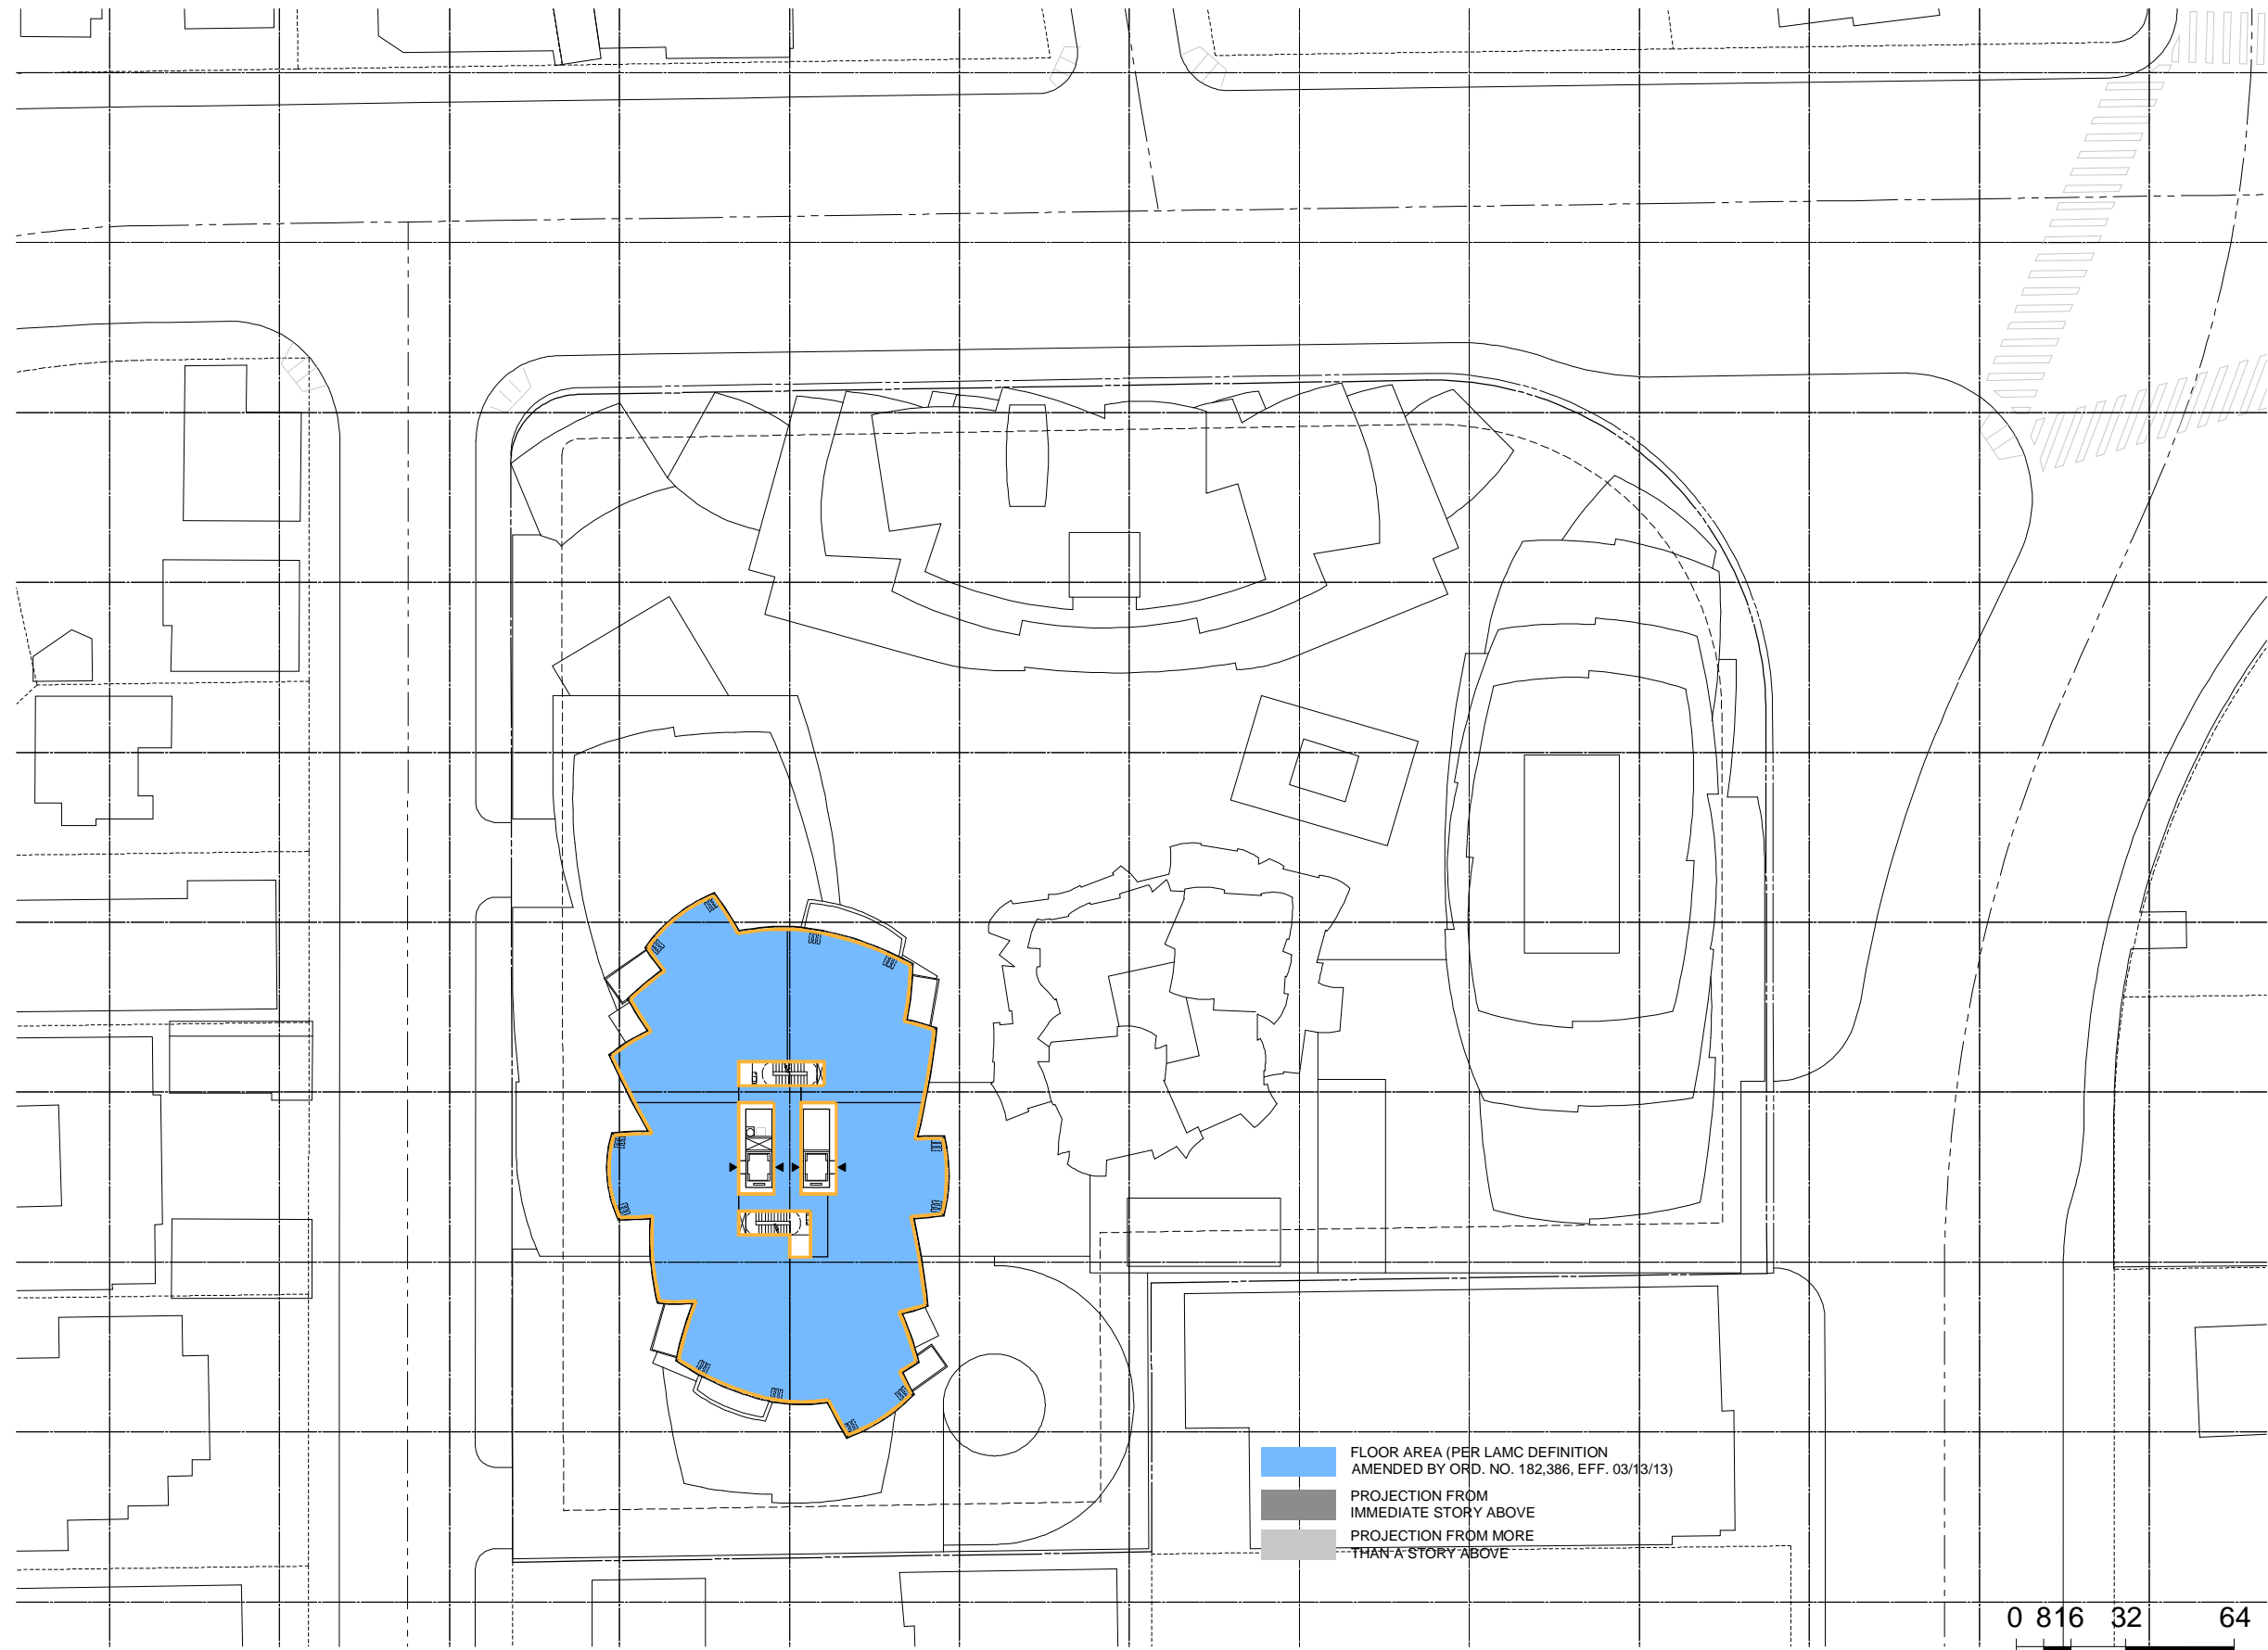 FLOOR AREA (PER LAMC DEFINITION
AMENDED BY ORD. NO. 182,386, EFF. 03/13/13)
PROJECTION FROM
IMMEDIATE STORY ABOVE
PROJECTION FROM MORE
THAN A STORY ABOVE
0 8 16 32 64